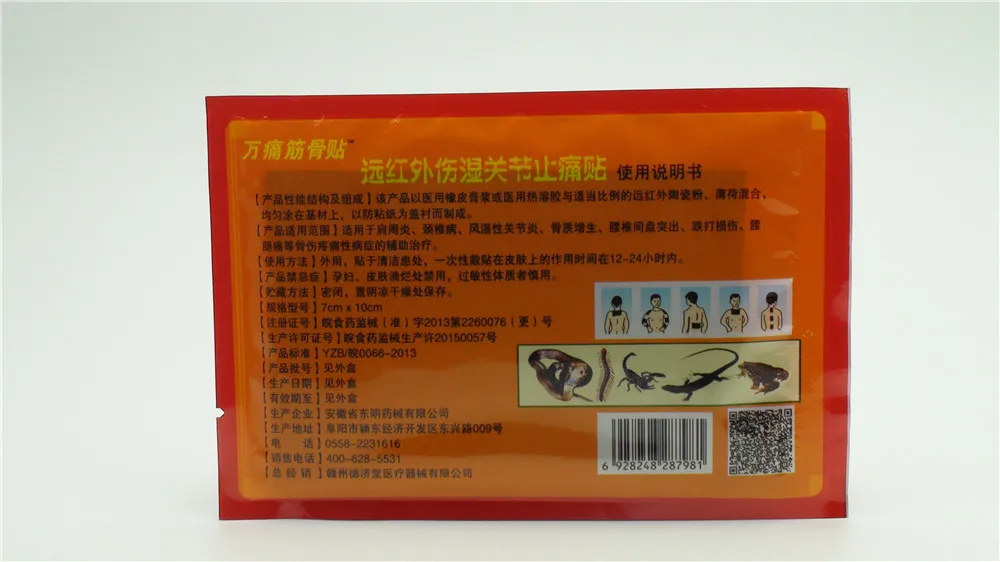 万痛筋骨贴™
远红外伤湿关节止痛贴 使用说明书
【产品性能结构及组成】该产品以医用橡皮膏浆或医用热溶胶与适当比例的远红外陶瓷粉、薄荷混合，
均匀涂在基材上，以防粘纸为盖衬而制成。
【产品适用范围】适用于肩周炎、颈椎病、风湿性关节炎、骨质增生、腰椎间盘突出、跌打损伤、腰
腿痛等骨伤疼痛性病症的辅助治疗。
【使用方法】外用，贴于清洁患处，一次性敷贴在皮肤上的作用时间在12-24小时内。
【产品禁忌症】孕妇、皮肤溃烂处禁用，过敏性体质者慎用。
【贮藏方法】密闭，置阴凉干燥处保存。
【规格型号】7cm x 10cm
【注册证号】皖食药监械（准）字2013第2260076（更）号
【生产许可证号】皖食药监械生产许20150057号
【产品标准】YZB/皖0066-2013
【产品批号】见外盒
【生产日期】见外盒
【有效期至】见外盒
【生产企业】安徽省东明药械有限公司
【生产地址】阜阳市颍东经济开发区东兴路009号
【电 话】0558-2231616
【销售电话】400-628-5531
【总 经 销】赣州德济堂医疗器械有限公司
6 928248 287981